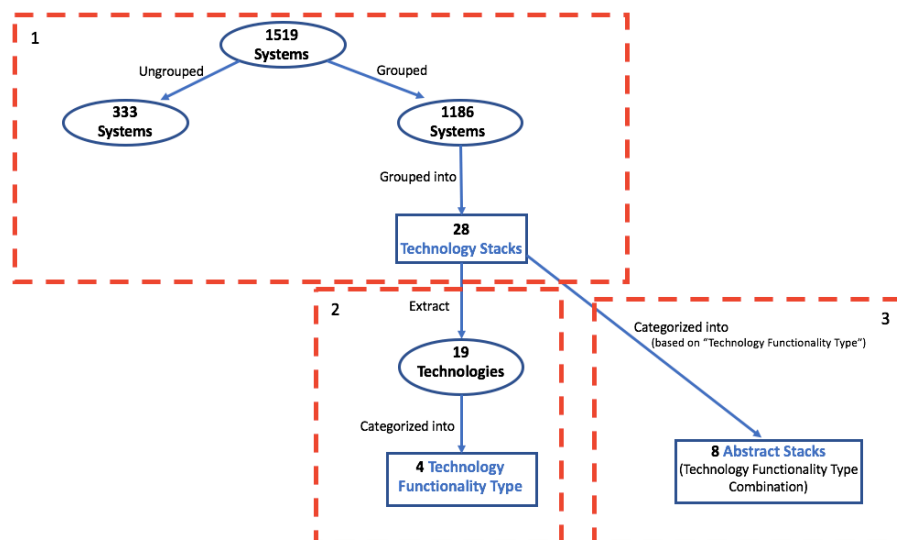 1
1519
Systems
Ungrouped
Grouped
333
Systems
1186
Systems
Grouped into
28
Technology Stacks
2
Extract
3
Categorized into
(based on “Technology Functionality Type”)
19
Technologies
Categorized into
4 Technology
Functionality Type
8 Abstract Stacks
(Technology Functionality Type
Combination)